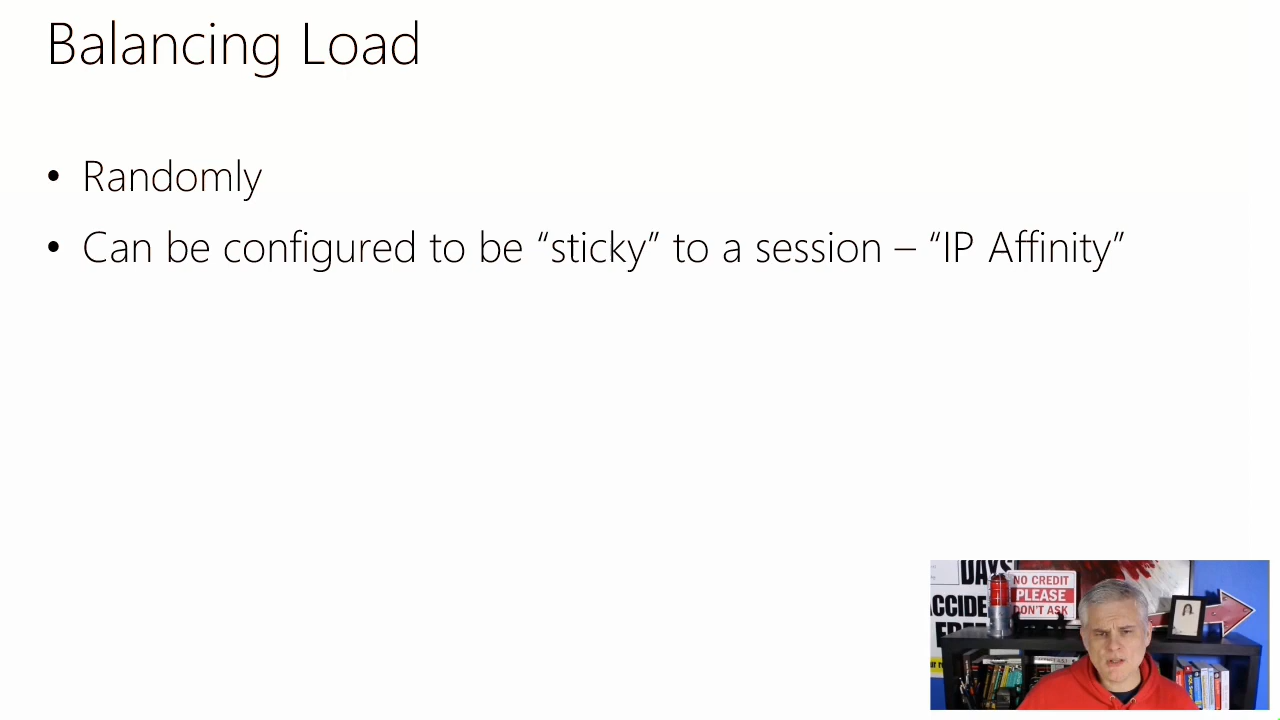 Balancing Load
• Randomly
• Can be configured to be “sticky” to a session – “IP Affinity”
DAYS
NO CREDIT
PLEASE
DON'T ASK